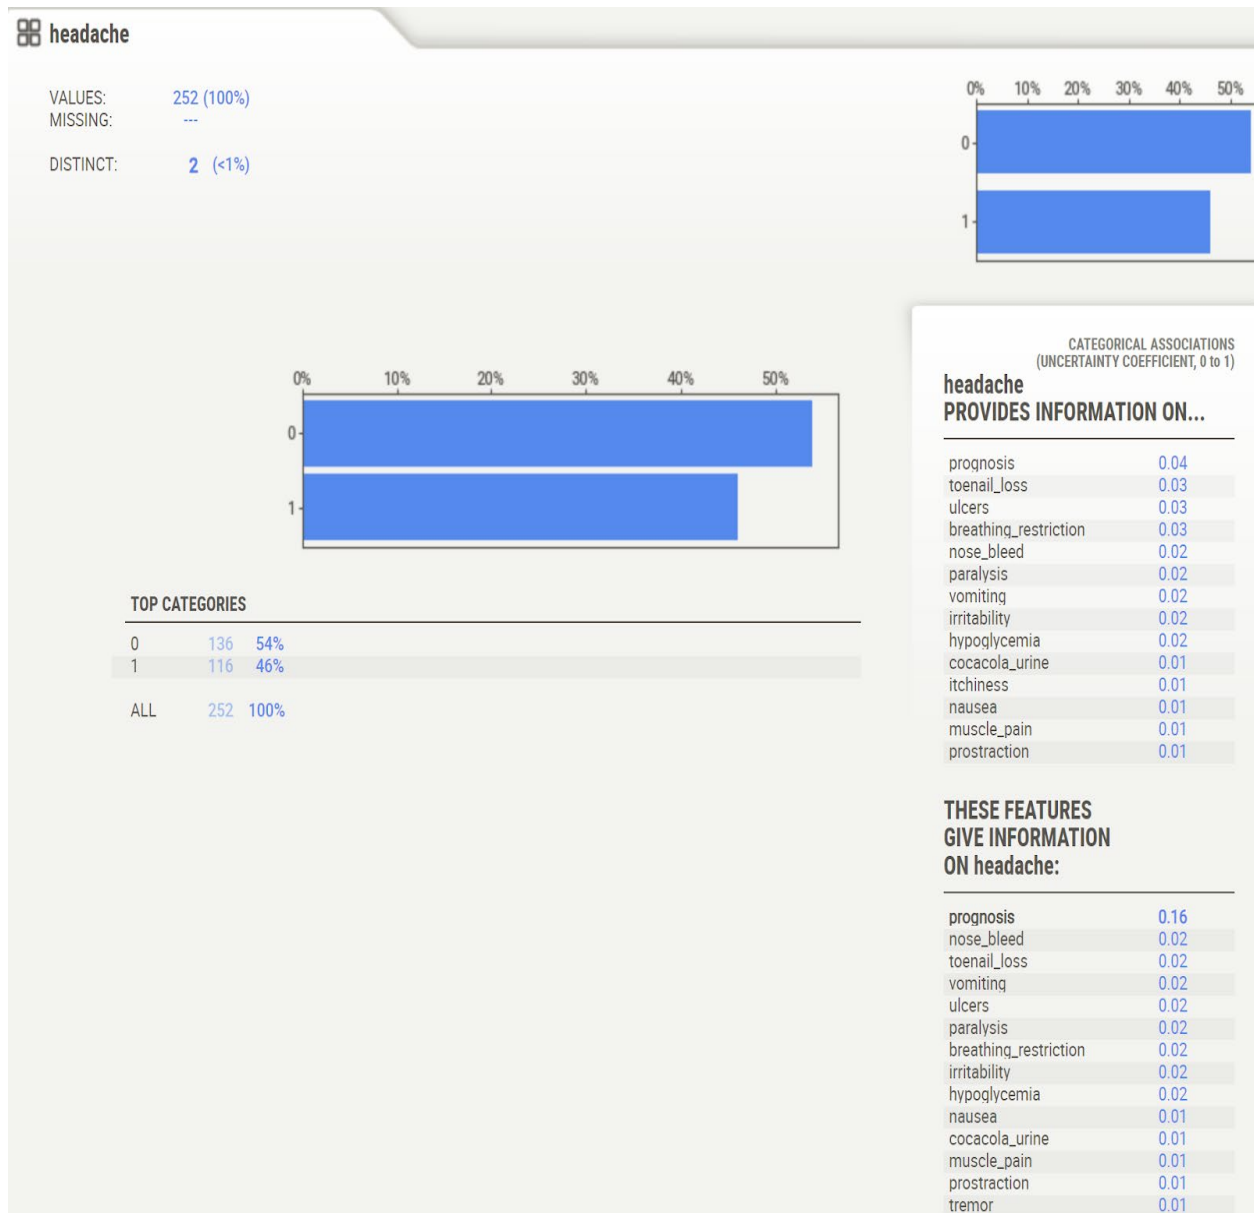 headache
VALUES: 252 (100%)
MISSING: ---
DISTINCT: 2 (<1%)
0% 10% 20% 30% 40% 50%
0
1
0% 10% 20% 30% 40% 50%
0
1
TOP CATEGORIES
0 136 54%
1 116 46%
ALL 252 100%
CATEGORICAL ASSOCIATIONS
(UNCERTAINTY COEFFICIENT, 0 to 1)
headache
PROVIDES INFORMATION ON...
prognosis 0.04
toenail_loss 0.03
ulcers 0.03
breathing_restriction 0.03
nose_bleed 0.02
paralysis 0.02
vomiting 0.02
irritability 0.02
hypoglycemia 0.02
cocacola_urine 0.01
itchiness 0.01
nausea 0.01
muscle_pain 0.01
prostraction 0.01
THESE FEATURES
GIVE INFORMATION
ON headache:
prognosis 0.16
nose_bleed 0.02
toenail_loss 0.02
vomiting 0.02
ulcers 0.02
paralysis 0.02
breathing_restriction 0.02
irritability 0.02
hypoglycemia 0.02
nausea 0.01
cocacola_urine 0.01
muscle_pain 0.01
prostraction 0.01
tremor 0.01